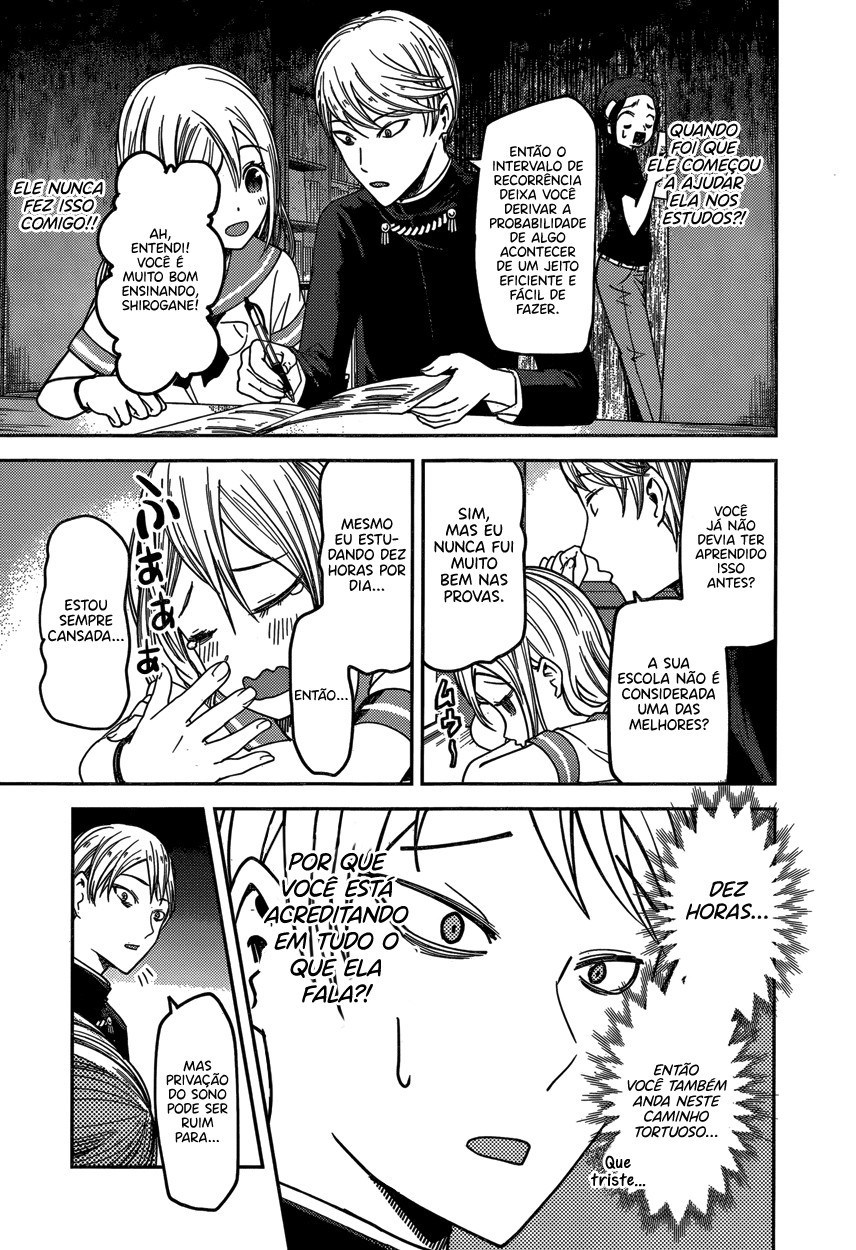 QUANDO
FOI QUE
ELE COMEÇOU
A AJUDAR
ELA NOS
ESTUDOS?!
ENTÃO O
INTERVALO DE
RECORRÊNCIA
DEIXA VOCÊ
DERIVAR A
PROBABILIDADE
DE ALGO
ACONTECER
DE UM JEITO
EFICIENTE E
FÁCIL DE
FAZER.
AH,
ENTENDI!
VOCÊ É
MUITO BOM
ENSINANDO,
SHIROGANE!
ELE NUNCA
FEZ ISSO
COMIGO!!
VOCÊ
JÁ NÃO
DEVIA TER
APRENDIDO
ISSO
ANTES?
A SUA
ESCOLA NÃO É
CONSIDERADA
UMA DAS
MELHORES?
SIM,
MAS EU
NUNCA FUI
MUITO
BEM NAS
PROVAS.
ムゥ〜
MESMO
EU ESTU-
DANDO DEZ
HORAS POR
DIA...
ENTÃO...
ふぁぁぁ
ESTOU
SEMPRE
CANSADA...
DEZ
HORAS...
ENTÃO
VOCÊ TAMBÉM
ANDA NESTE
CAMINHO
TORTUOSO...
Que
triste...
POR QUE
VOCÊ ESTÁ
ACREDITANDO
EM TUDO O
QUE ELA
FALA?!
MAS
PRIVAÇÃO
DO SONO
PODE SER
RUIM
PARA...